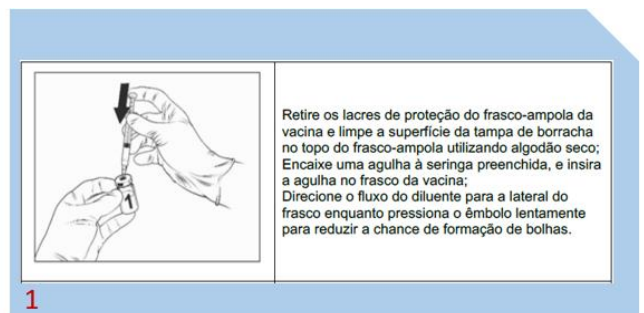 1
Retire os lacres de proteção do frasco-ampola da
vacina e limpe a superfície da tampa de borracha
no topo do frasco-ampola utilizando algodão seco;
Encaixe uma agulha à seringa preenchida, e insira
a agulha no frasco da vacina;
Direcione o fluxo do diluente para a lateral do
frasco enquanto pressiona o êmbolo lentamente
para reduzir a chance de formação de bolhas.
1